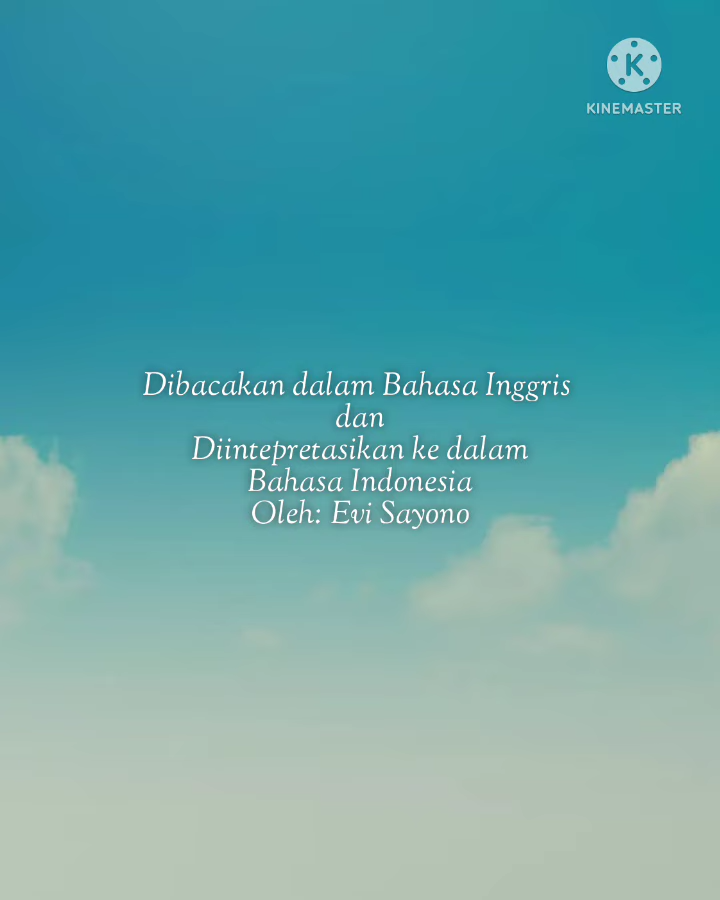 KINEMASTER
Dibacakan dalam Bahasa Inggris
dan
Diintepretasikan ke dalam
Bahasa Indonesia
Oleh: Evi Sayono